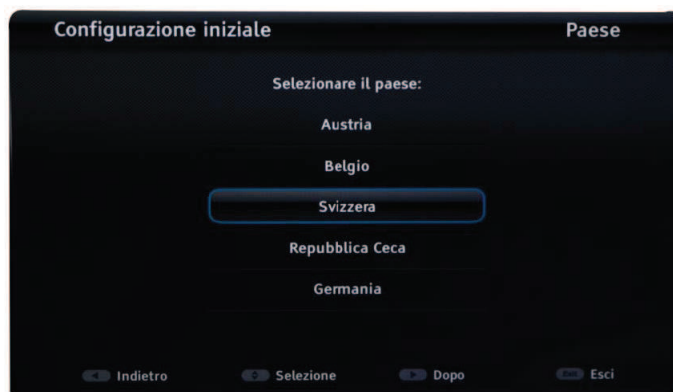 Configurazione iniziale Paese
Selezionare il paese:
Austria
Belgio
Svizzera
Repubblica Ceca
Germania
Indietro Selezione Dopo Esci